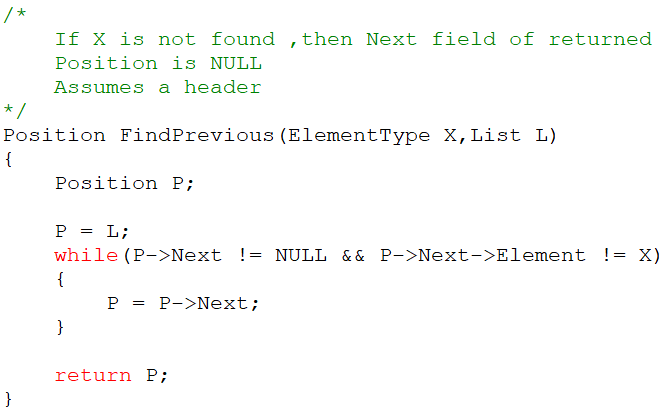 /*
    If X is not found ,then Next field of returned
    Position is NULL
    Assumes a header
*/
Position FindPrevious(ElementType X,List L)
{
    Position P;

    P = L;
    while(P->Next != NULL && P->Next->Element != X)
    {
        P = P->Next;
    }

    return P;
}